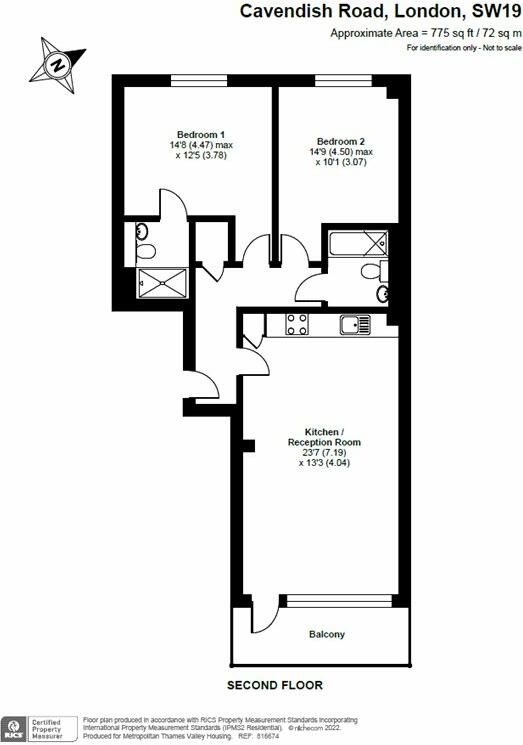 Cavendish Road, London, SW19
Approximate Area = 775 sq ft / 72 sq m
For identification only - Not to scale
N
Bedroom 1
14'8 (4.47) max
x 12'5 (3.78)
Bedroom 2
14'9 (4.50) max
x 10'1 (3.07)
Kitchen /
Reception Room
23'7 (7.19)
x 13'3 (4.04)
Balcony
SECOND FLOOR
RICS
Certified
Property
Measurer
Floor plan produced in accordance with RICS Property Measurement Standards incorporating
International Property Measurement Standards (IPMS2 Residential). © nichecom 2022.
Produced for Metropolitan Thames Valley Housing. REF: 816674